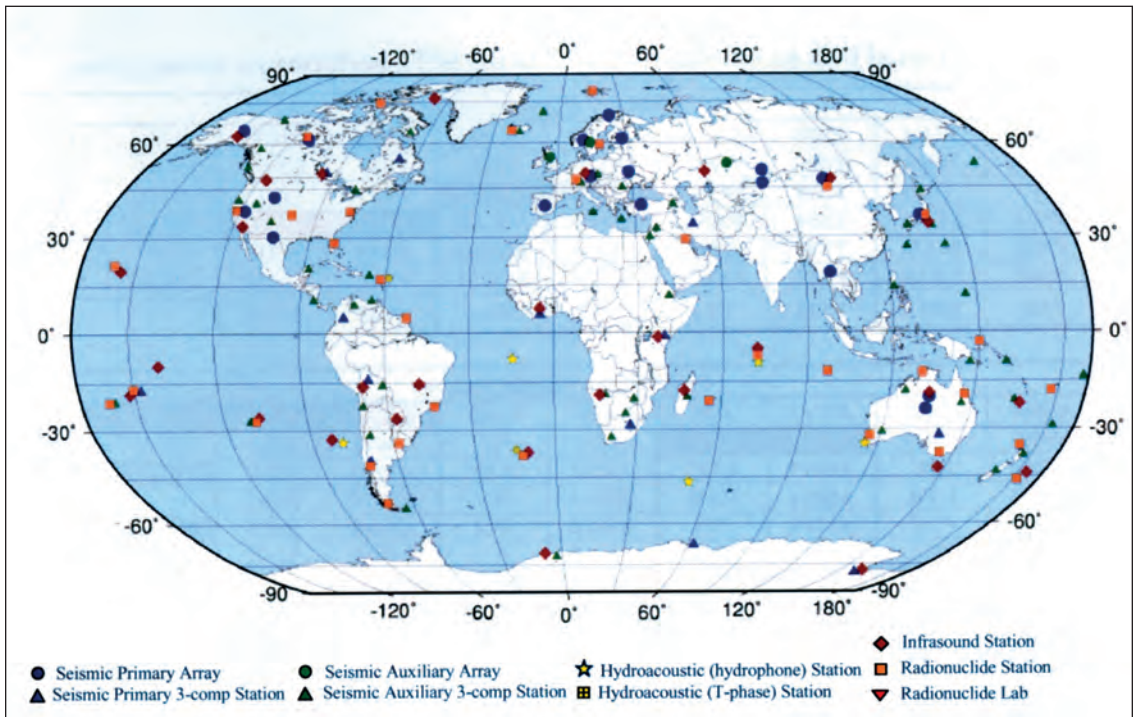 -120˚ -60˚ 0˚ 60˚ 120˚ 180˚
90˚ 90˚
60˚ 60˚
30˚ 30˚
0˚ 0˚
-30˚ -30˚
-60˚ -60˚
-90˚ -90˚
-120˚ -60˚ 0˚ 60˚ 120˚ 180˚
Infrasound Station
Seismic Primary Array Seismic Auxiliary Array Hydroacoustic (hydrophone) Station Radionuclide Station
Seismic Primary 3-comp Station Seismic Auxiliary 3-comp Station Hydroacoustic (T-phase) Station Radionuclide Lab